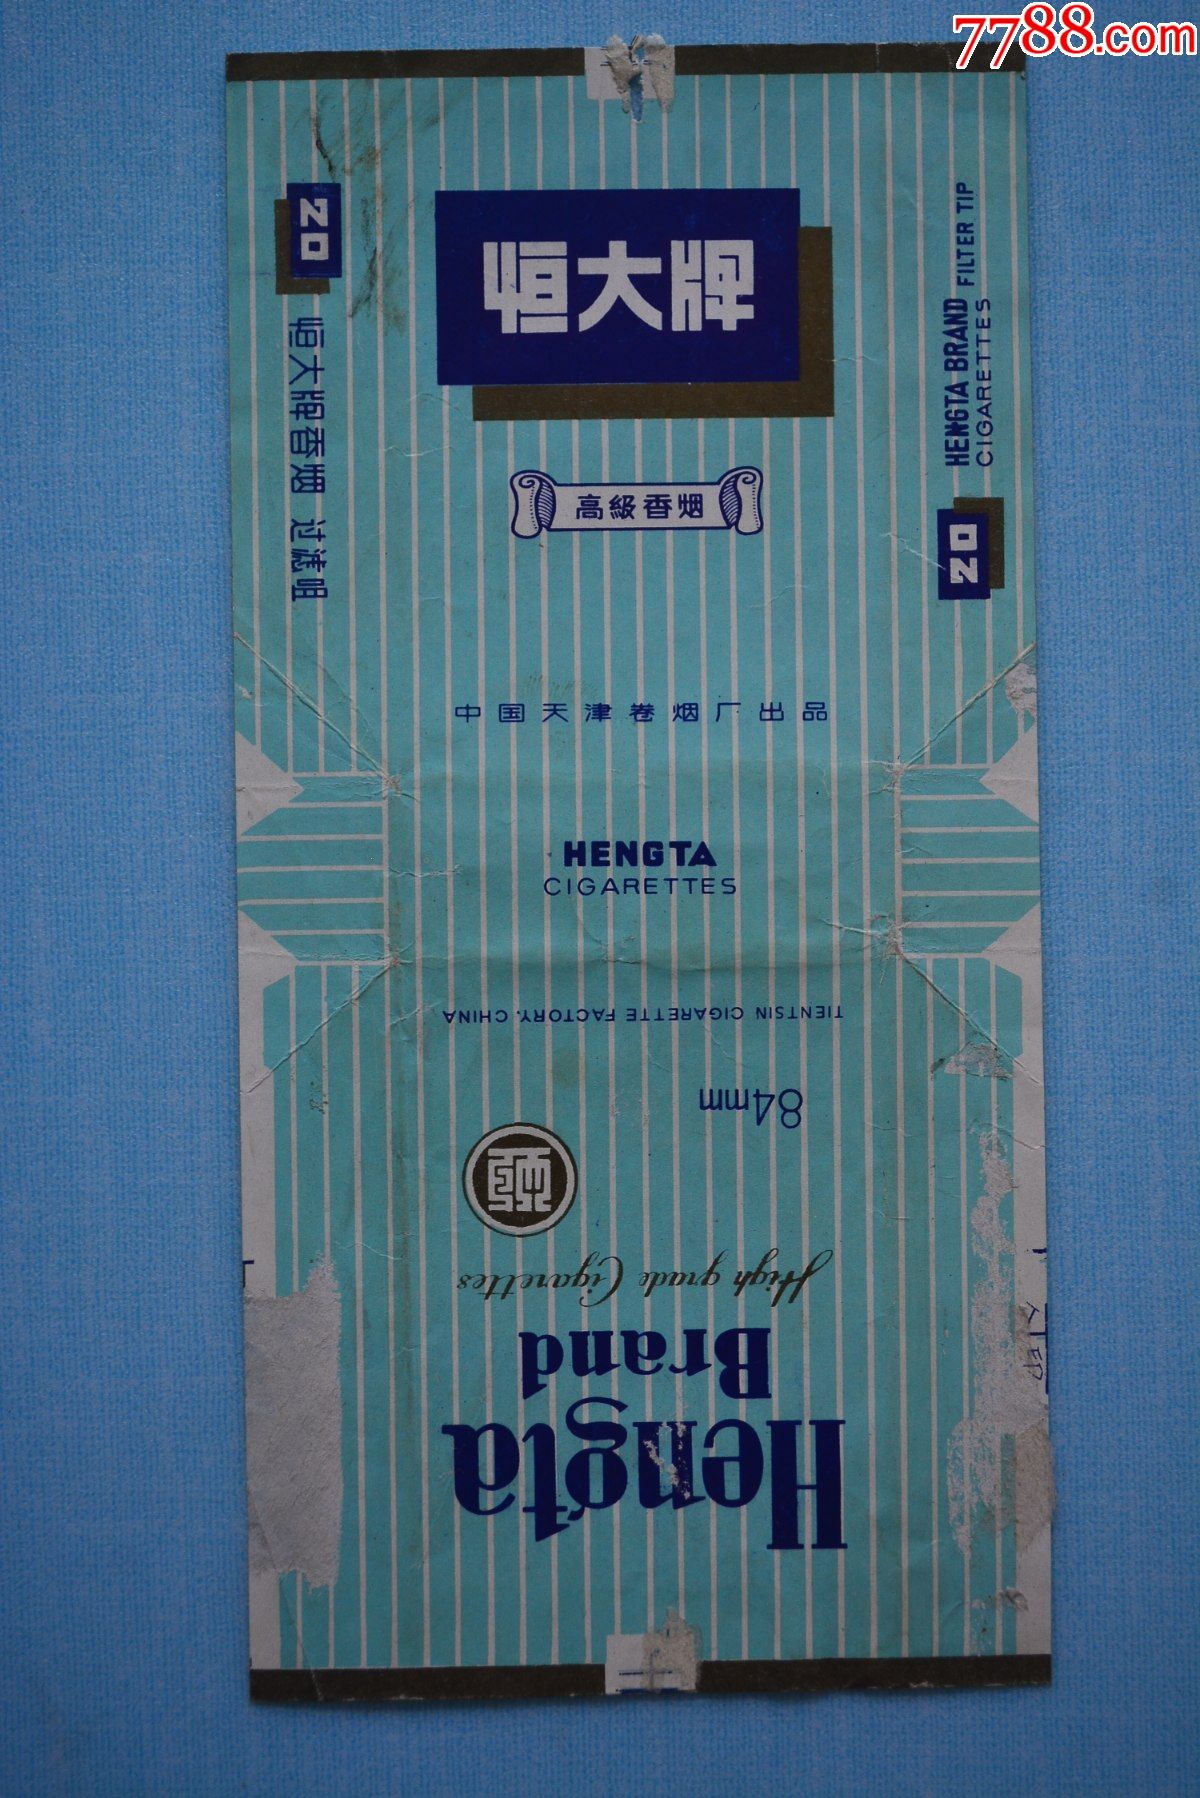 7788.com
恒大牌
高級香烟
20
恒大牌香烟 过滤咀
HENGTA BRAND FILTER TIP
CIGARETTES
20
中国天津卷烟厂出品
HENGTA
CIGARETTES
Hengta
Brand
High grade Cigarettes
84mm
TIENTSIN CIGARETTE FACTORY, CHINA